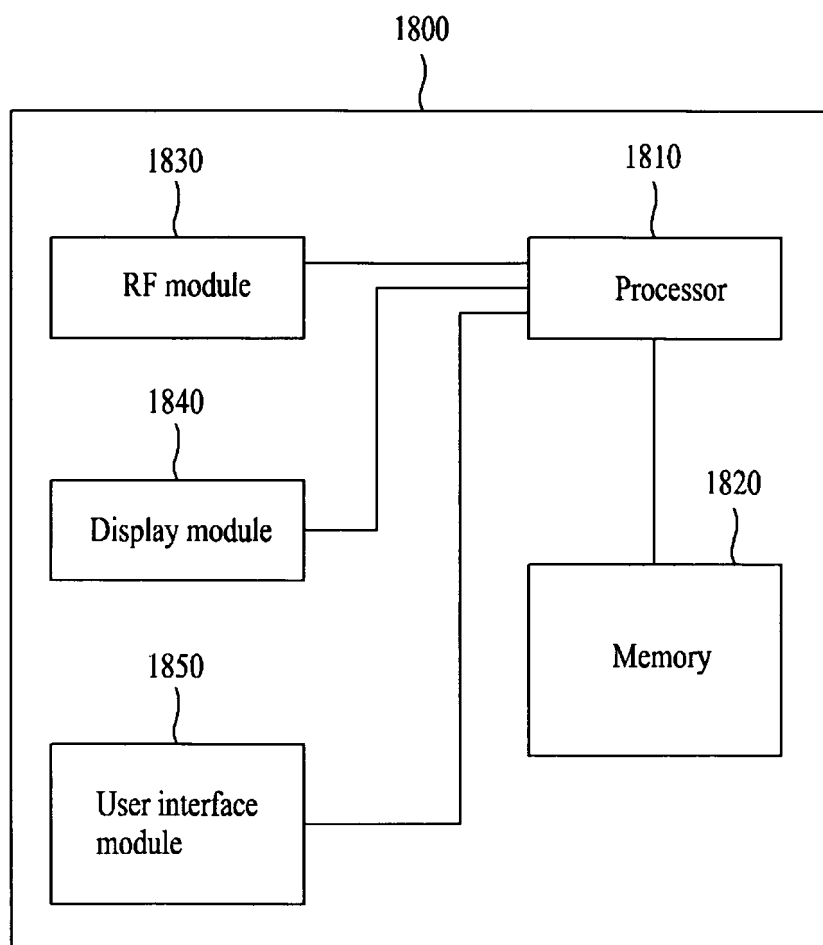 1800
1830
1810
RF module
Processor
1840
1820
Display module
Memory
1850
User interface
module